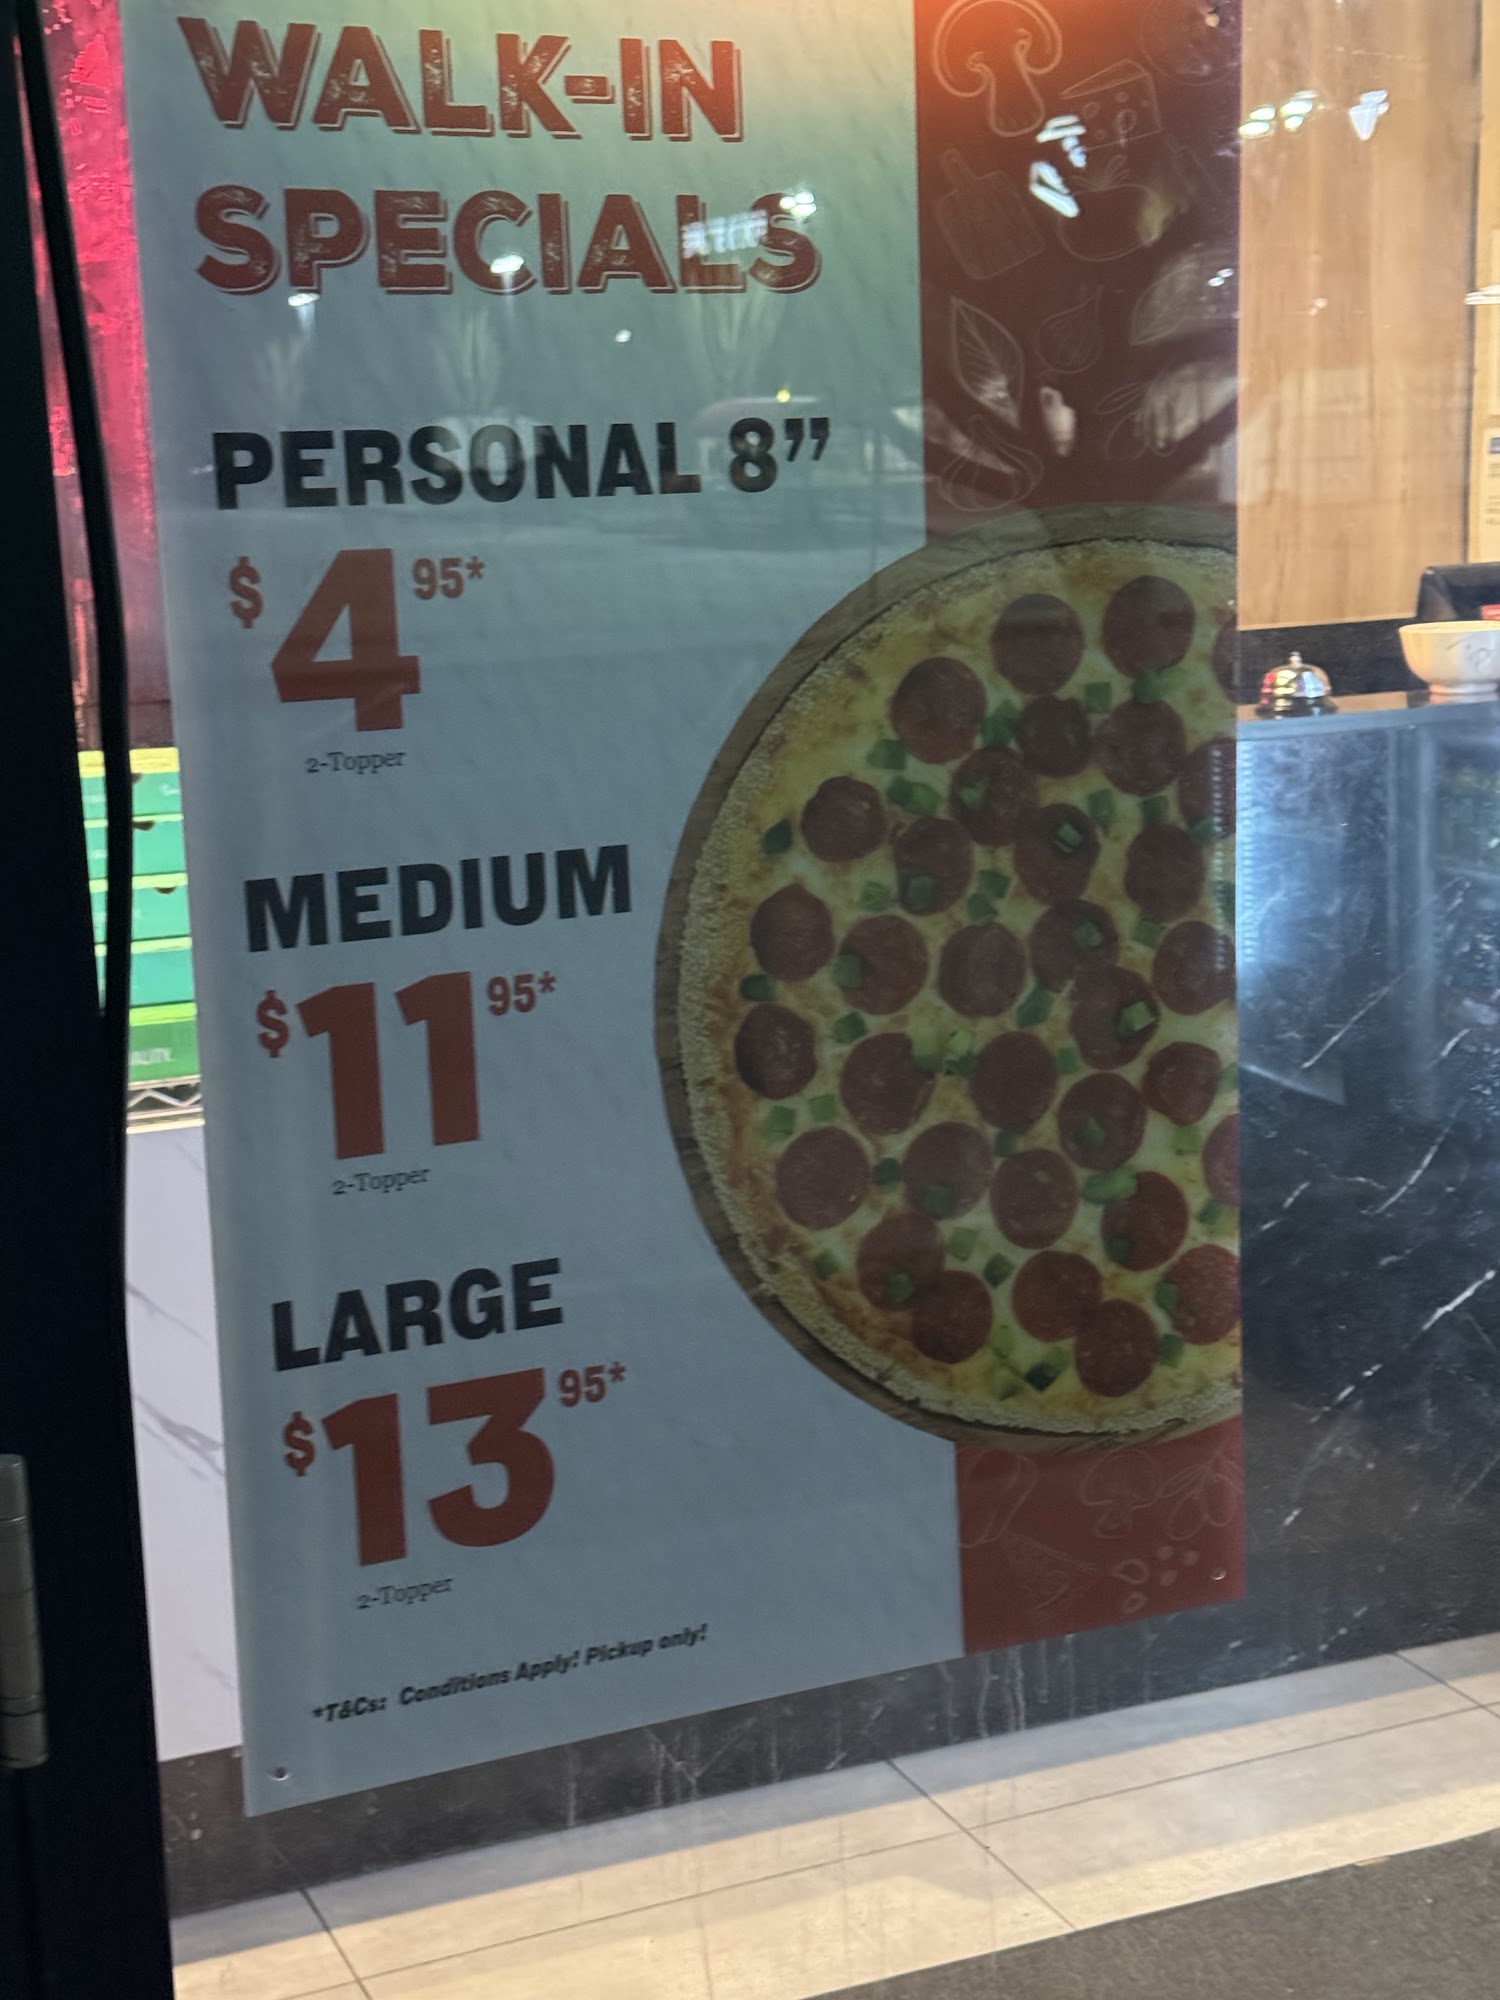 WALK-IN
SPECIALS
PERSONAL 8”
$4 95*
2-Topper
MEDIUM
$11 95*
2-Topper
LARGE
$13 95*
2-Topper
*T&Cs: Conditions Apply! Pickup only!